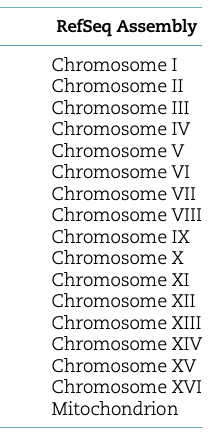 RefSeq Assembly
Chromosome I
Chromosome II
Chromosome III
Chromosome IV
Chromosome V
Chromosome VI
Chromosome VII
Chromosome VIII
Chromosome IX
Chromosome X
Chromosome XI
Chromosome XII
Chromosome XIII
Chromosome XIV
Chromosome XV
Chromosome XVI
Mitochondrion